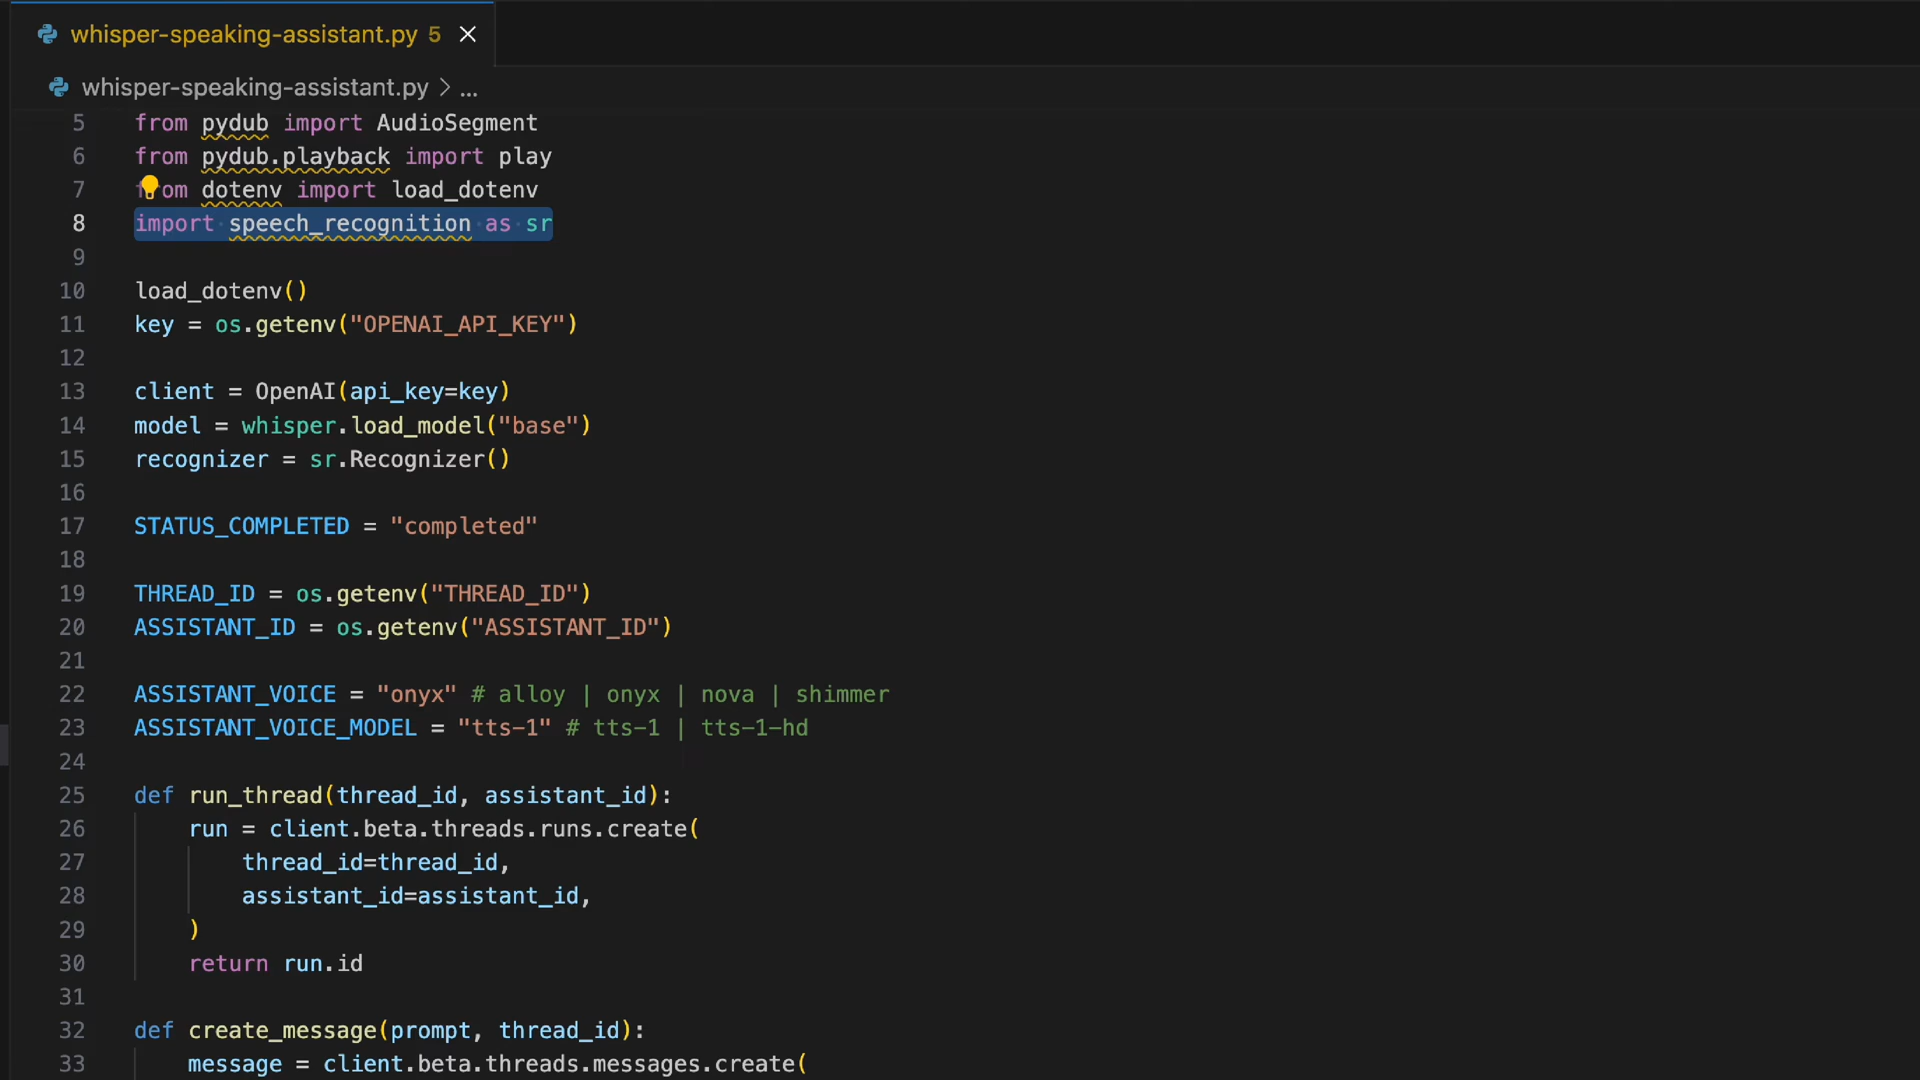 whisper-speaking-assistant.py 5
whisper-speaking-assistant.py > ...
5 from pydub import AudioSegment
6 from pydub.playback import play
7 from dotenv import load_dotenv
8 import speech_recognition as sr
9
10 load_dotenv()
11 key = os.getenv("OPENAI_API_KEY")
12
13 client = OpenAI(api_key=key)
14 model = whisper.load_model("base")
15 recognizer = sr.Recognizer()
16
17 STATUS_COMPLETED = "completed"
18
19 THREAD_ID = os.getenv("THREAD_ID")
20 ASSISTANT_ID = os.getenv("ASSISTANT_ID")
21
22 ASSISTANT_VOICE = "onyx" # alloy | onyx | nova | shimmer
23 ASSISTANT_VOICE_MODEL = "tts-1" # tts-1 | tts-1-hd
24
25 def run_thread(thread_id, assistant_id):
26     run = client.beta.threads.runs.create(
27         thread_id=thread_id,
28         assistant_id=assistant_id,
29     )
30     return run.id
31
32 def create_message(prompt, thread_id):
33     message = client.beta.threads.messages.create(